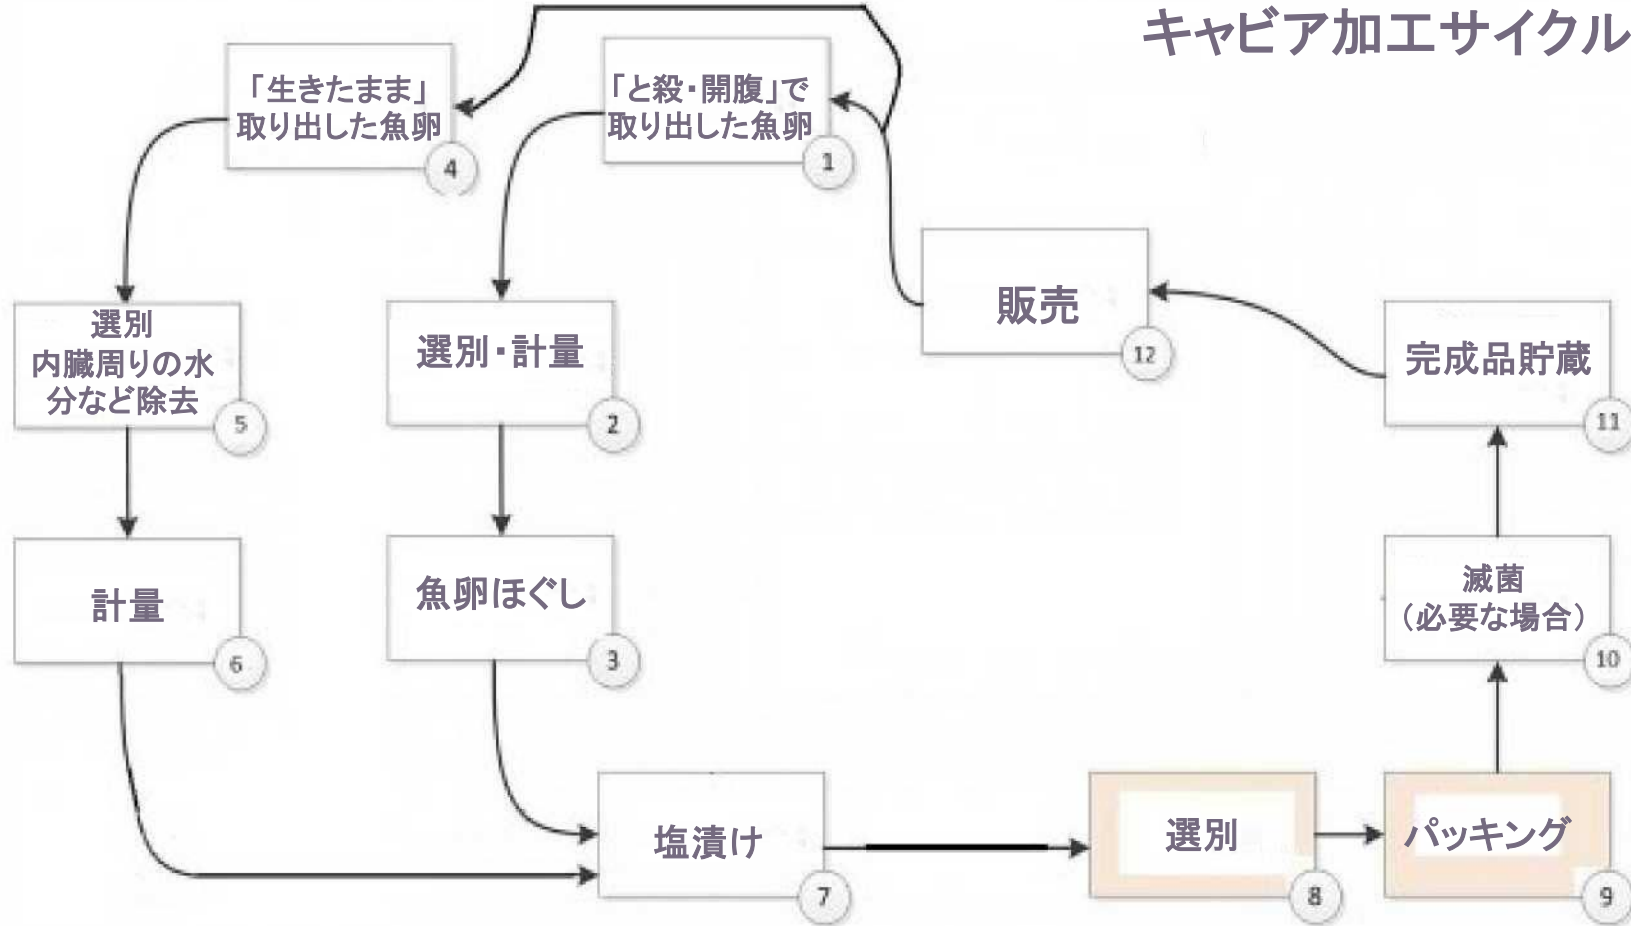 キャビア加工サイクル
「生きたまま」
取り出した魚卵
4
「と殺・開腹」で
取り出した魚卵
1
販売
12
選別
内臓周りの水
分など除去
5
選別・計量
2
完成品貯蔵
11
計量
6
魚卵ほぐし
3
滅菌
（必要な場合）
10
塩漬け
7
選別
8
パッキング
9